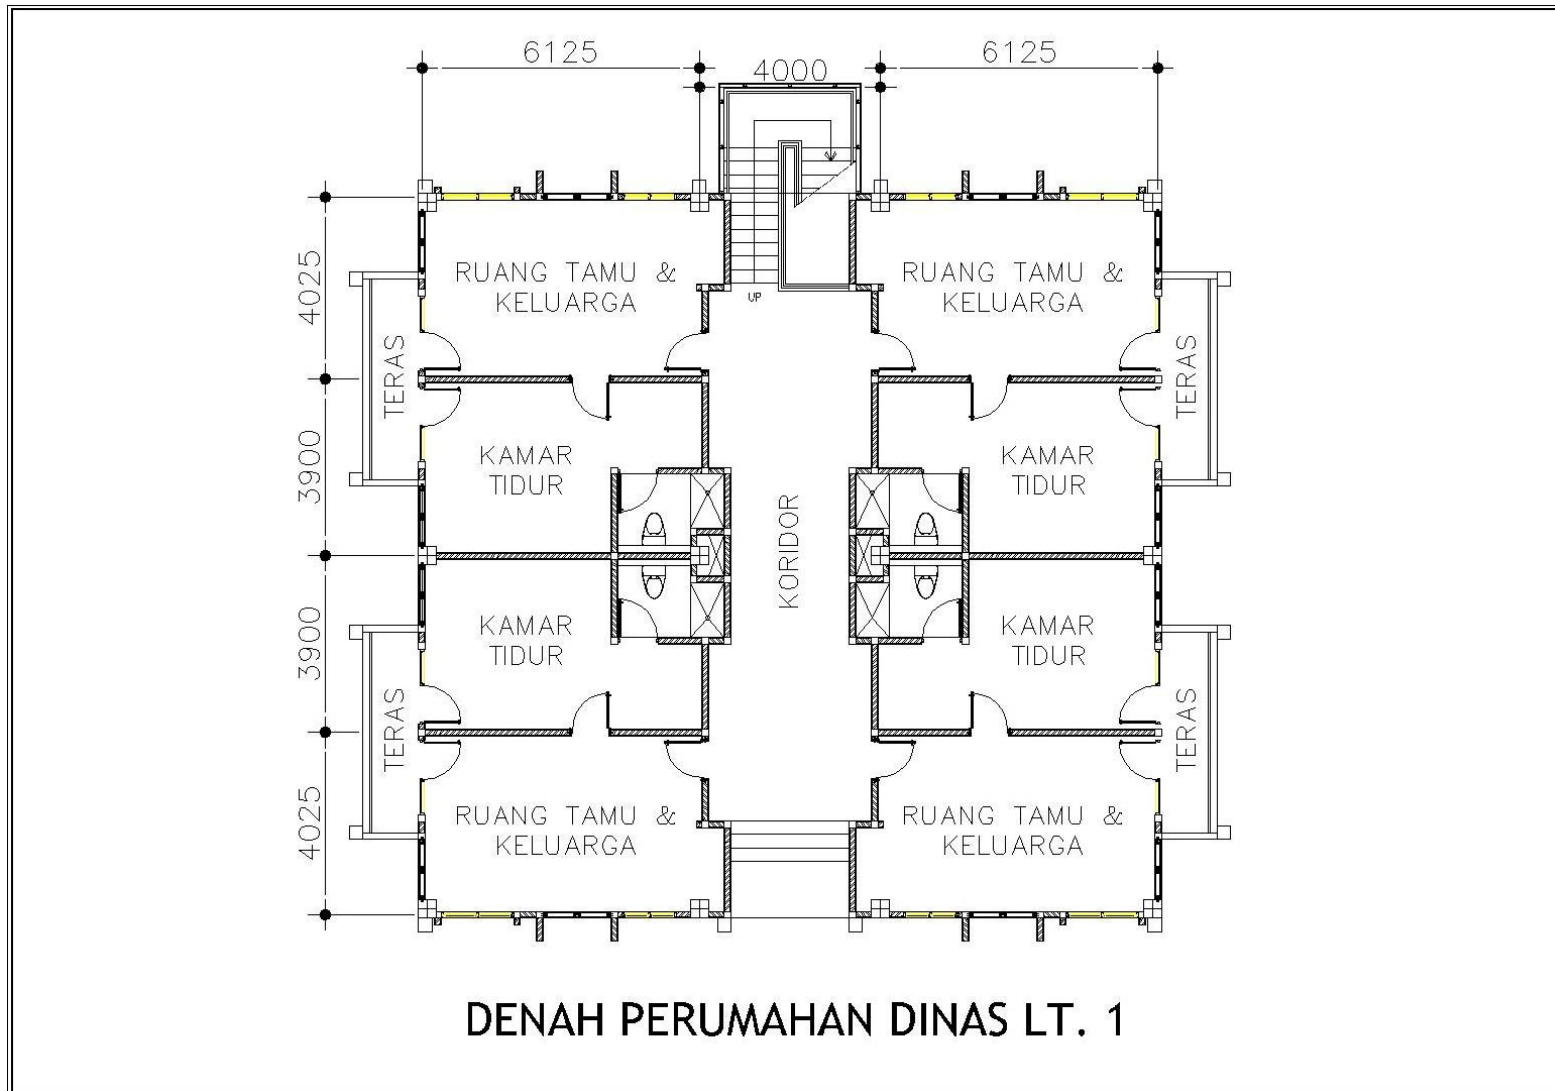 6125
4000
6125
4025
3900
3900
4025
RUANG TAMU &
KELUARGA
RUANG TAMU &
KELUARGA
UP
TERAS
TERAS
KAMAR
TIDUR
KAMAR
TIDUR
KORIDOR
KAMAR
TIDUR
KAMAR
TIDUR
TERAS
TERAS
RUANG TAMU &
KELUARGA
RUANG TAMU &
KELUARGA
DENAH PERUMAHAN DINAS LT. 1